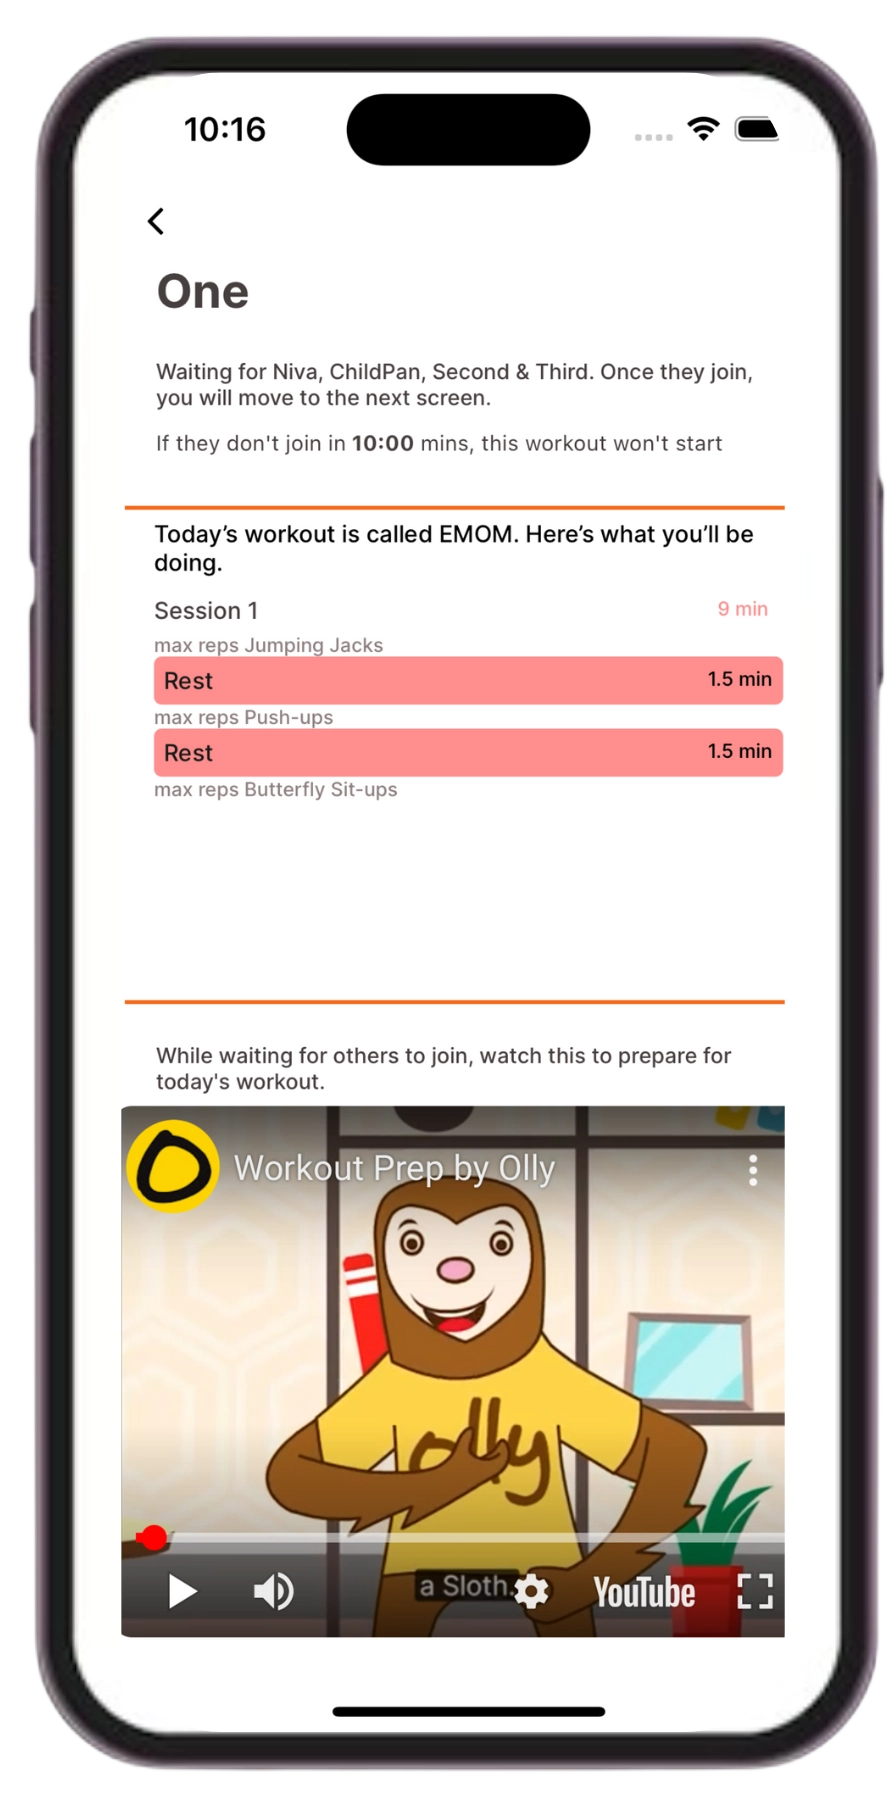 10:16
One
Waiting for Niva, ChildPan, Second & Third. Once they join,
you will move to the next screen.
If they don't join in 10:00 mins, this workout won't start
Today’s workout is called EMOM. Here’s what you’ll be
doing.
Session 1 9 min
max reps Jumping Jacks
Rest 1.5 min
max reps Push-ups
Rest 1.5 min
max reps Butterfly Sit-ups
While waiting for others to join, watch this to prepare for
today's workout.
Workout Prep by Olly
olly
a Sloth.
YouTube